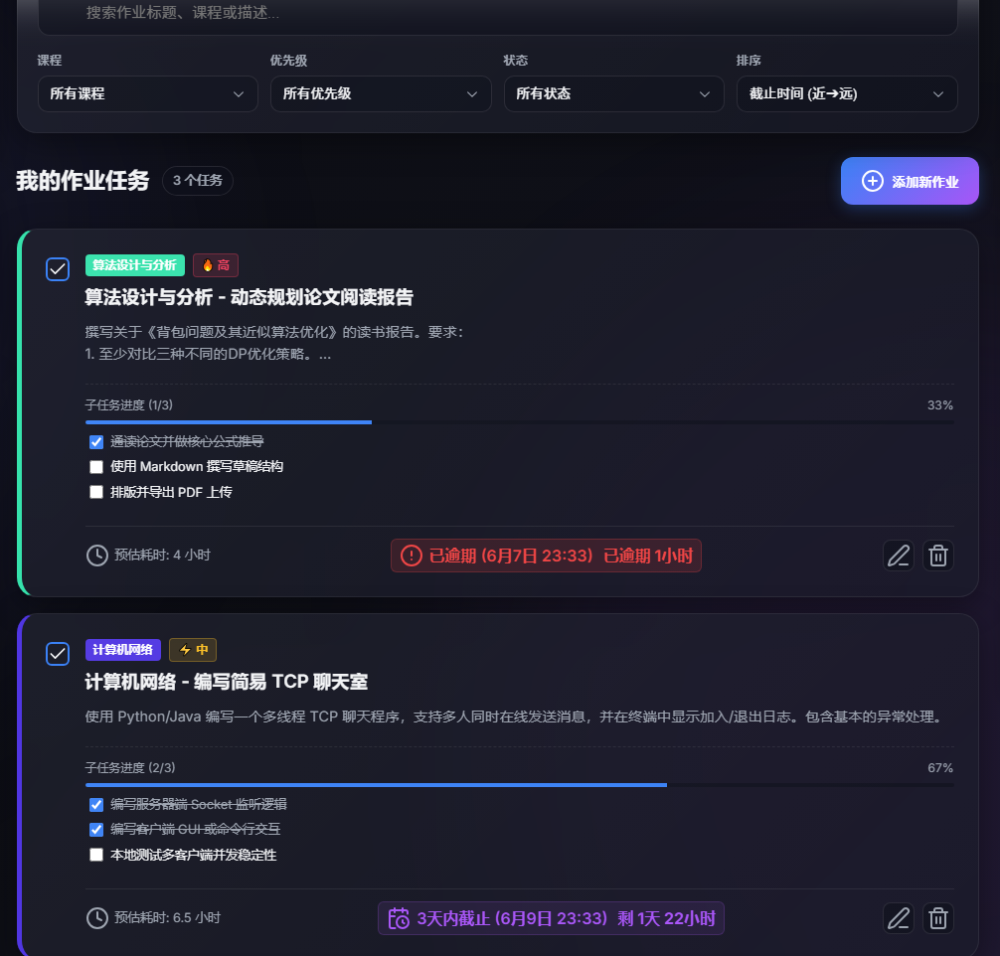 搜索作业标题、课程或描述...
课程 优先级 状态 排序
所有课程 所有优先级 所有状态 截止时间 (近→远)
我的作业任务 3 个任务 添加新作业
算法设计与分析 🔥 高
算法设计与分析 - 动态规划论文阅读报告
撰写关于《背包问题及其近似算法优化》的读书报告。要求：
1. 至少对比三种不同的DP优化策略。...
子任务进度 (1/3) 33%
通读论文并做核心公式推导
使用 Markdown 撰写草稿结构
排版并导出 PDF 上传
预估耗时: 4 小时 已逾期 (6月7日 23:33) 已逾期 1小时
计算机网络 ⚡ 中
计算机网络 - 编写简易 TCP 聊天室
使用 Python/Java 编写一个多线程 TCP 聊天程序，支持多人同时在线发送消息，并在终端中显示加入/退出日志。包含基本的异常处理。
子任务进度 (2/3) 67%
编写服务器端 Socket 监听逻辑
编写客户端 GUI 或命令行交互
本地测试多客户端并发稳定性
预估耗时: 6.5 小时 3天内截止 (6月9日 23:33) 剩 1天 22小时